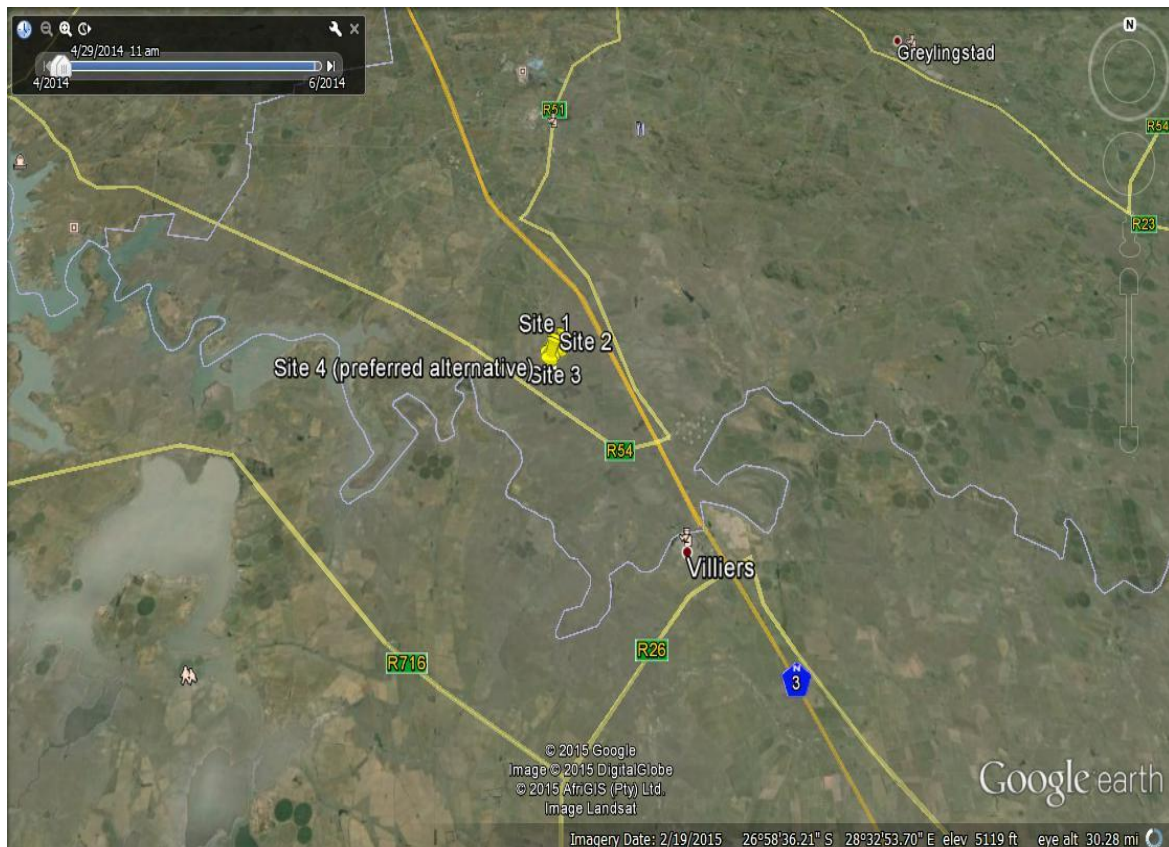 4/29/2014 11 am
4/2014
6/2014
N
Greylingstad
R51
R54
R23
Site 1
Site 2
Site 4 (preferred alternative)
Site 3
R54
Villiers
R26
R716
N
3
© 2015 Google
Image © 2015 DigitalGlobe
© 2015 AfriGIS (Pty) Ltd.
Image Landsat
Google earth
Imagery Date: 2/19/2015 26°58'36.21" S 28°32'53.70" E elev 5119 ft eye alt 30.28 mi